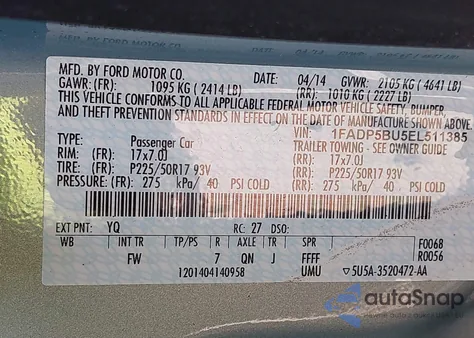 MFD. BY FORD MOTOR CO. DATE: 04/14 GVWR: 2105 KG (4641 LB)
GAWR: (FR): 1095 KG (2414 LB) (RR): 1010 KG (2227 LB)
THIS VEHICLE CONFORMS TO ALL APPLICABLE FEDERAL MOTOR VEHICLE SAFETY, BUMPER,
AND THEFT PREVENTION STANDARDS IN EFFECT ON THE DATE OF MANUFACTURE SHOWN ABOVE.
VIN: 1FADP5BU5EL511385
TYPE: Passenger Car TRAILER TOWING - SEE OWNER GUIDE
RIM: (FR): 17x7.0J (RR): 17x7.0J
TIRE: (FR): P225/50R17 93V (RR): P225/50R17 93V
PRESSURE: (FR): 275 kPa/ 40 PSI COLD (RR): 275 kPa/ 40 PSI COLD
EXT PNT: YQ RC: 27 DSO:
WB INT TR TP/PS R AXLE TR SPR F0068
FW 7 QN J FFFF R0056
1201404140958 UMU 5U5A-3520472-AA
autoSnap